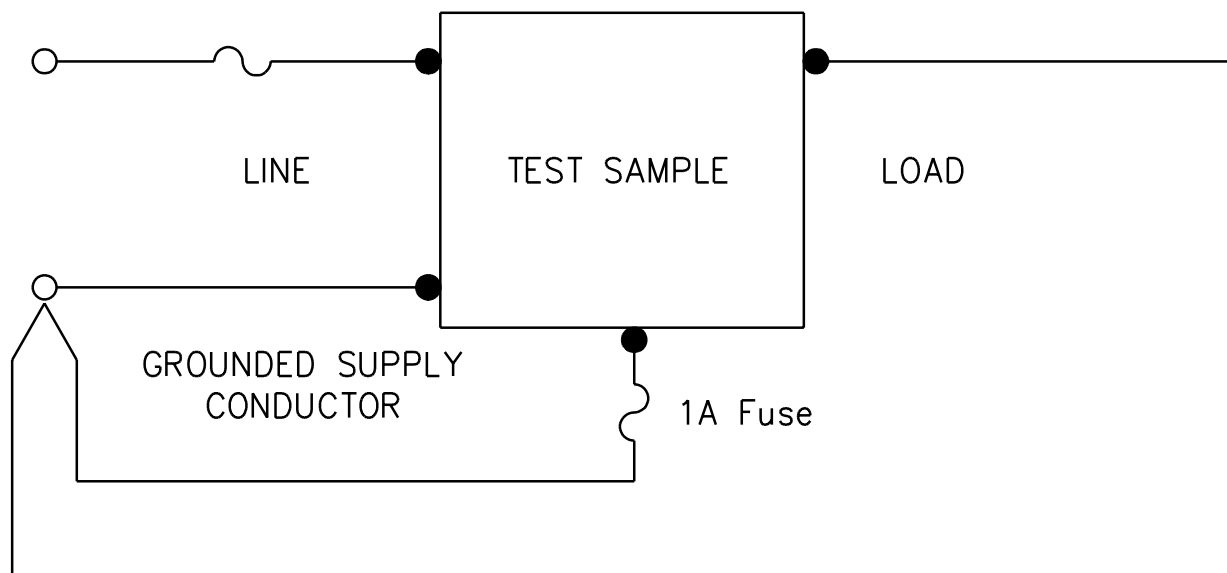 LINE
TEST SAMPLE
LOAD
GROUNDED SUPPLY
CONDUCTOR
1A Fuse